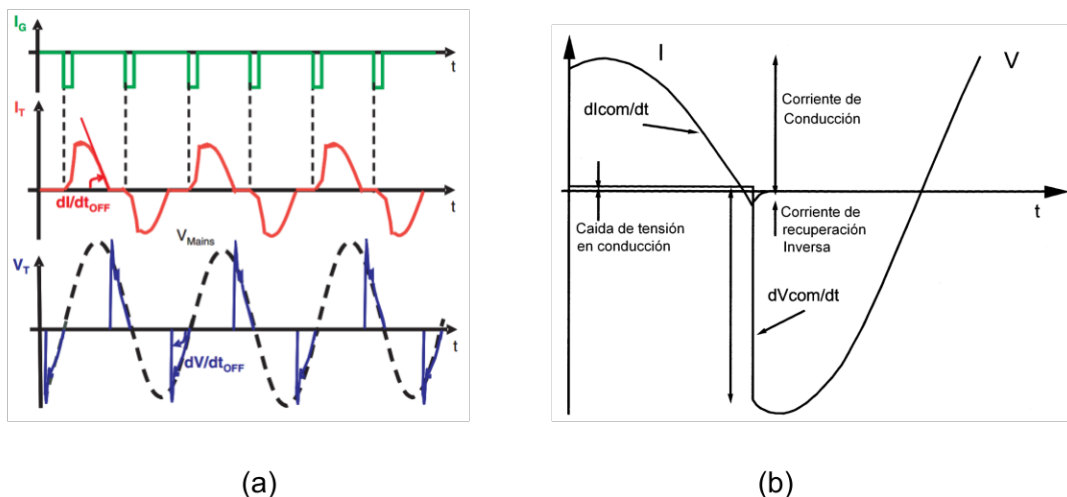 I_G
t
I_T
dI/dt_OFF
t
V_Mains
V_T
dV/dt_OFF
t
(a)
I
V
dIcom/dt
Corriente de
Conducción
t
Caida de tensión
en conducción
Corriente de
recuperación
Inversa
dVcom/dt
(b)